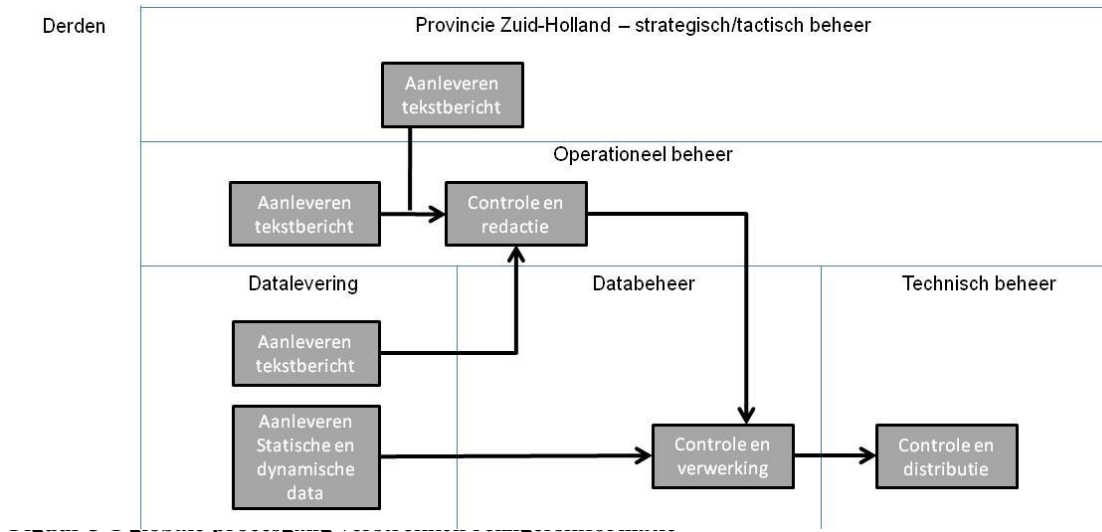 Derden
Provincie Zuid-Holland – strategisch/tactisch beheer
Aanleveren
tekstbericht
Operationeel beheer
Aanleveren
tekstbericht
Controle en
redactie
Datalevering
Databeheer
Technisch beheer
Aanleveren
tekstbericht
Aanleveren
Statische en
dynamische
data
Controle en
verwerking
Controle en
distributie